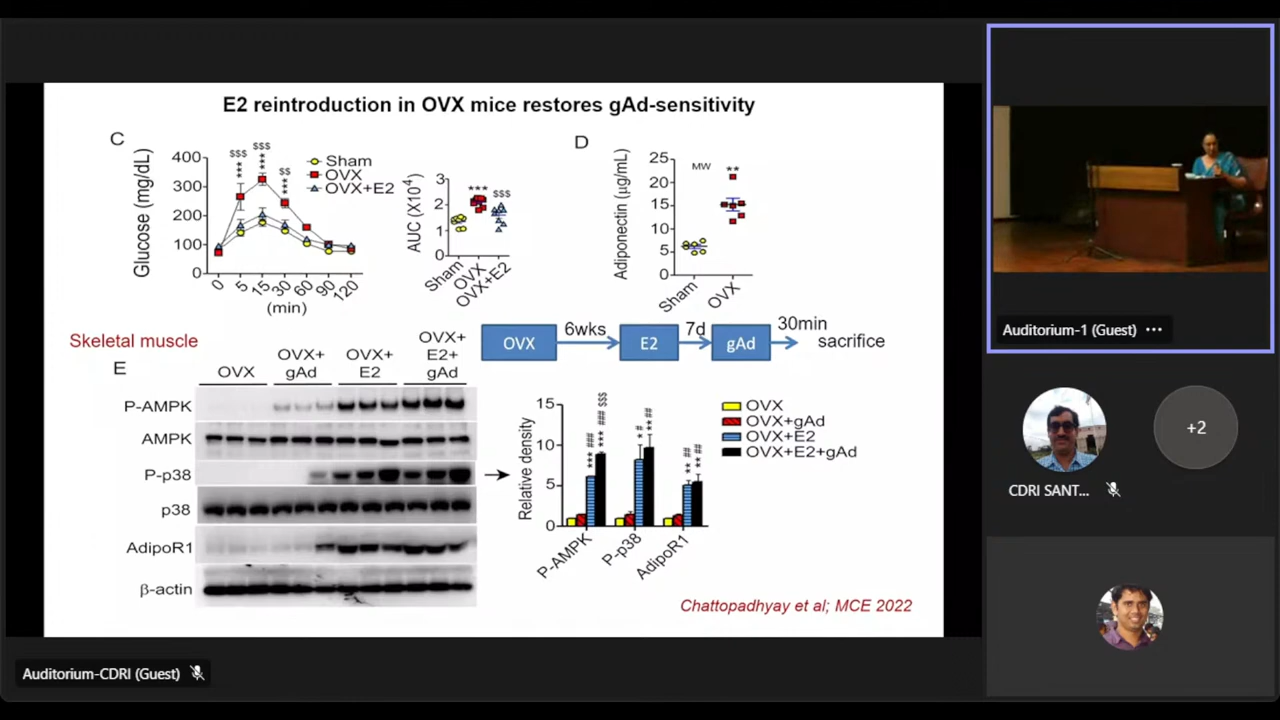 E2 reintroduction in OVX mice restores gAd-sensitivity
C
Glucose (mg/dL)
400
300
200
100
0
$$$
***
$$$
***
$$
***
Sham
OVX
OVX+E2
0 5 15 30 60 90 120
(min)
AUC (X10⁴)
3
2
1
0
***
$$$
Sham
OVX
OVX+E2
D
Adiponectin (µg/mL)
25
20
15
10
5
0
MW
**
Sham
OVX
OVX
6wks
E2
7d
gAd
30min
sacrifice
Skeletal muscle
E
OVX
OVX+
gAd
OVX+
E2
OVX+
E2+
gAd
P-AMPK
AMPK
P-p38
p38
AdipoR1
β-actin
Relative density
15
10
5
0
*** ###
*** ### $$$
* #
** ##
** ##
** ##
P-AMPK
P-p38
AdipoR1
OVX
OVX+gAd
OVX+E2
OVX+E2+gAd
Chattopadhyay et al; MCE 2022
Auditorium-CDRI (Guest)
Auditorium-1 (Guest)
CDRI SANT...
+2